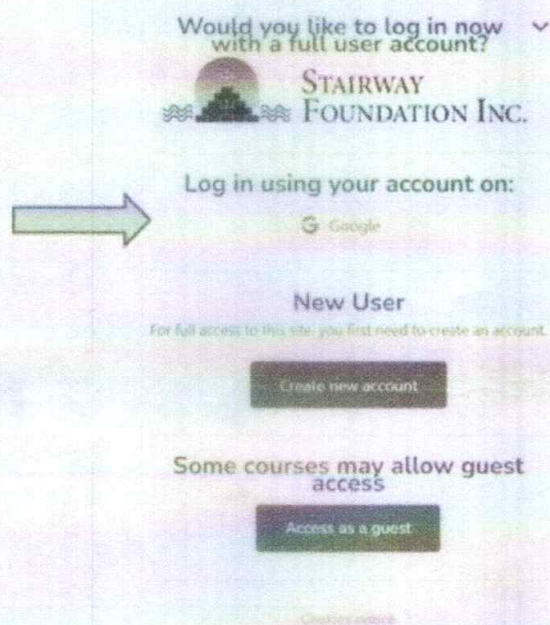 Would you like to log in now
with a full user account?
STAIRWAY
FOUNDATION INC.
Log in using your account on:
G Google
New User
For full access to this site, you first need to create an account.
Create new account
Some courses may allow guest
access
Access as a guest
Cookies notice